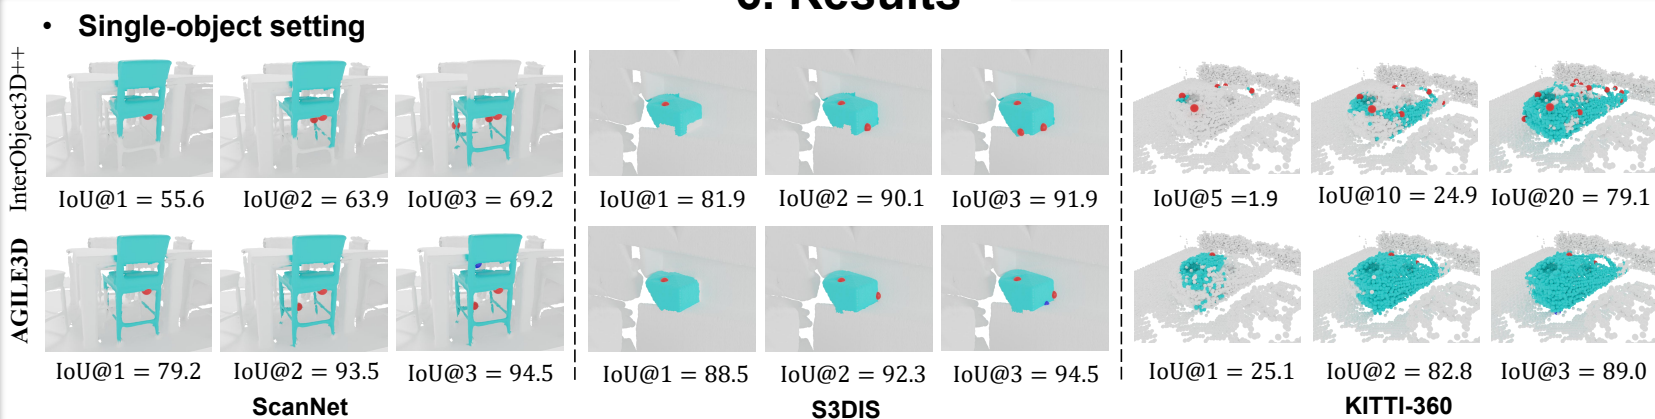 • Single-object setting
InterObject3D++
IoU@1 = 55.6 IoU@2 = 63.9 IoU@3 = 69.2
IoU@1 = 81.9 IoU@2 = 90.1 IoU@3 = 91.9
IoU@5 =1.9 IoU@10 = 24.9 IoU@20 = 79.1
AGILE3D
IoU@1 = 79.2 IoU@2 = 93.5 IoU@3 = 94.5
IoU@1 = 88.5 IoU@2 = 92.3 IoU@3 = 94.5
IoU@1 = 25.1 IoU@2 = 82.8 IoU@3 = 89.0
ScanNet
S3DIS
KITTI-360